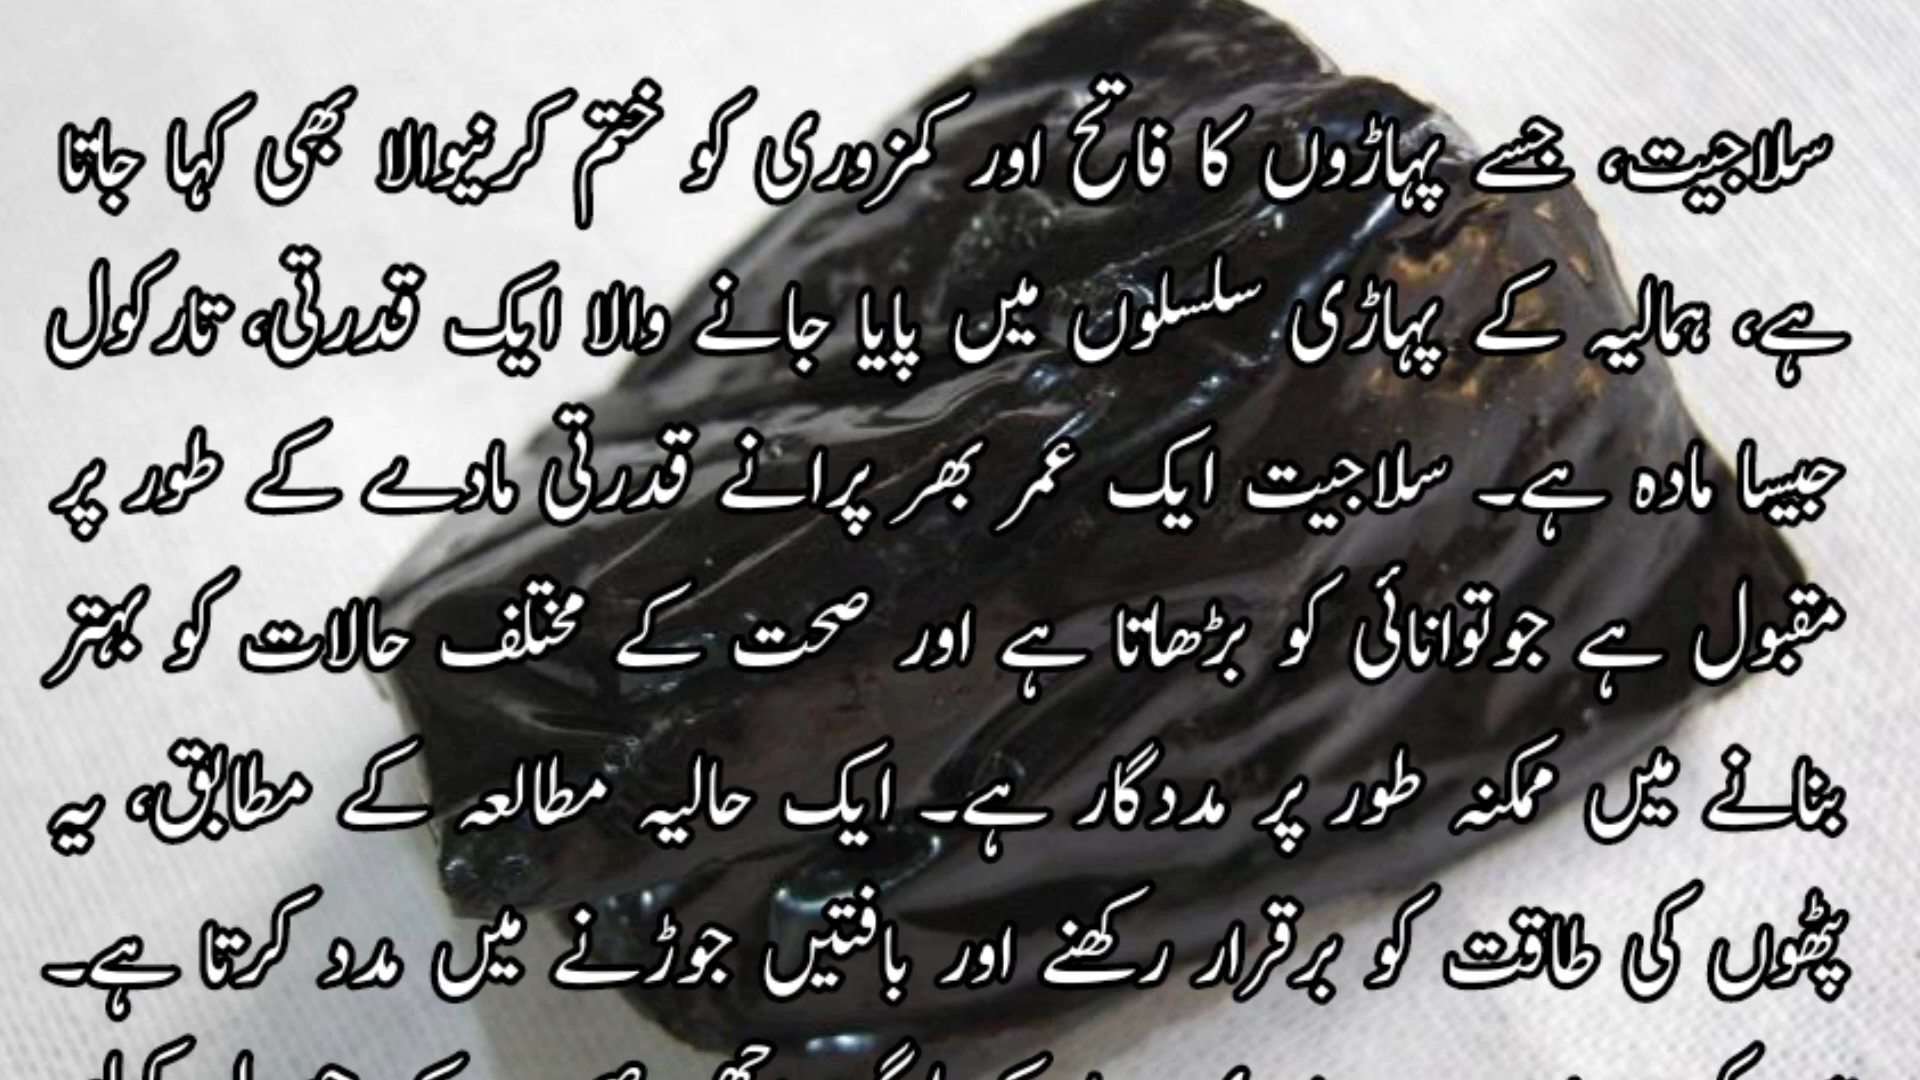 سلاجیت، جسے پہاڑوں کا فاتح اور کمزوری کو ختم کرنیوالا بھی کہا جاتا
ہے، ہمالیہ کے پہاڑی سلسلوں میں پایا جانے والا ایک قدرتی، تارکول
جیسا مادہ ہے۔ سلاجیت ایک عمر بھر پرانے قدرتی مادے کے طور پر
مقبول ہے جوتوانائی کو بڑھاتا ہے اور صحت کے مختلف حالات کو بہتر
بنانے میں ممکنہ طور پر مددگار ہے۔ ایک حالیہ مطالعہ کے مطابق، یہ
پٹھوں کی طاقت کو برقرار رکھنے اور بافتیں جوڑنے میں مدد کرتا ہے۔